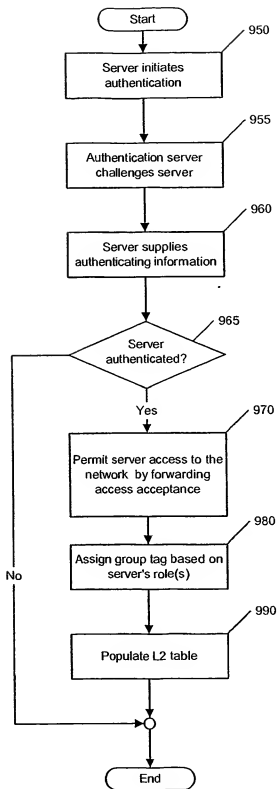 Start
950
Server initiates
authentication
955
Authentication server
challenges server
960
Server supplies
authenticating information
965
Server
authenticated?
Yes
970
Permit server access to the
network by forwarding
access acceptance
980
Assign group tag based on
server's role(s)
No
990
Populate L2 table
End